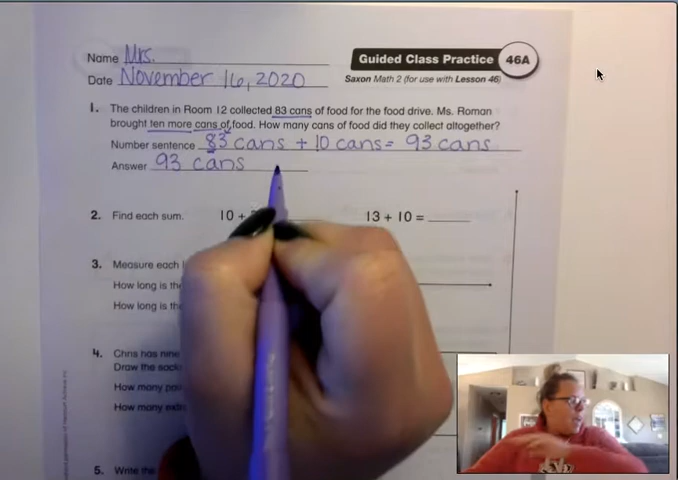 Name Mrs.
Guided Class Practice 46A
Date November 16, 2020
Saxon Math 2 (for use with Lesson 46)
1. The children in Room 12 collected 83 cans of food for the food drive. Ms. Roman
brought ten more cans of food. How many cans of food did they collect altogether?
Number sentence 83 cans + 10 cans = 93 cans
Answer 93 cans
2. Find each sum. 10 + 13 + 10 =
3. Measure each
How long is the
How long is the
4. Chris has nine
Draw the socks
How many
How many
5. Write the